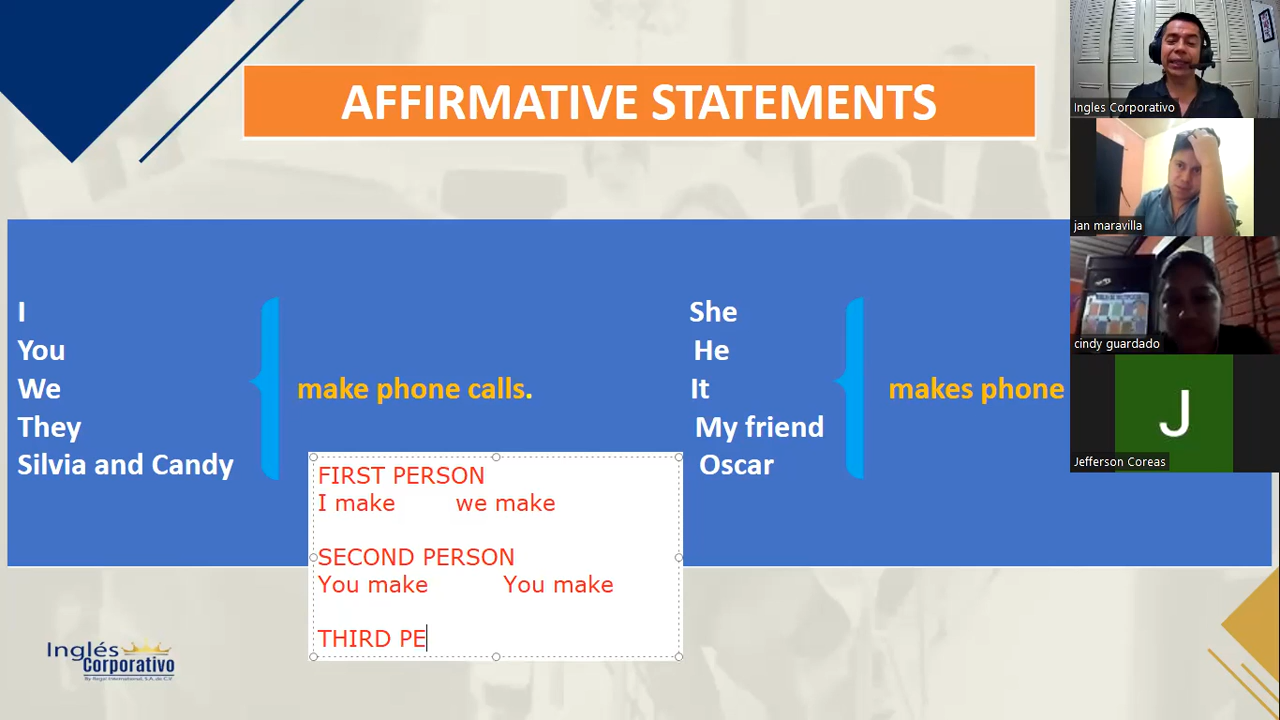 AFFIRMATIVE STATEMENTS
I
You
We
They
Silvia and Candy
make phone calls.
She
He
It
My friend
Oscar
makes phone
FIRST PERSON
I make we make
SECOND PERSON
You make You make
THIRD PE
Inglés
Corporativo
Ingles Corporativo
jan maravilla
cindy guardado
J
Jefferson Coreas